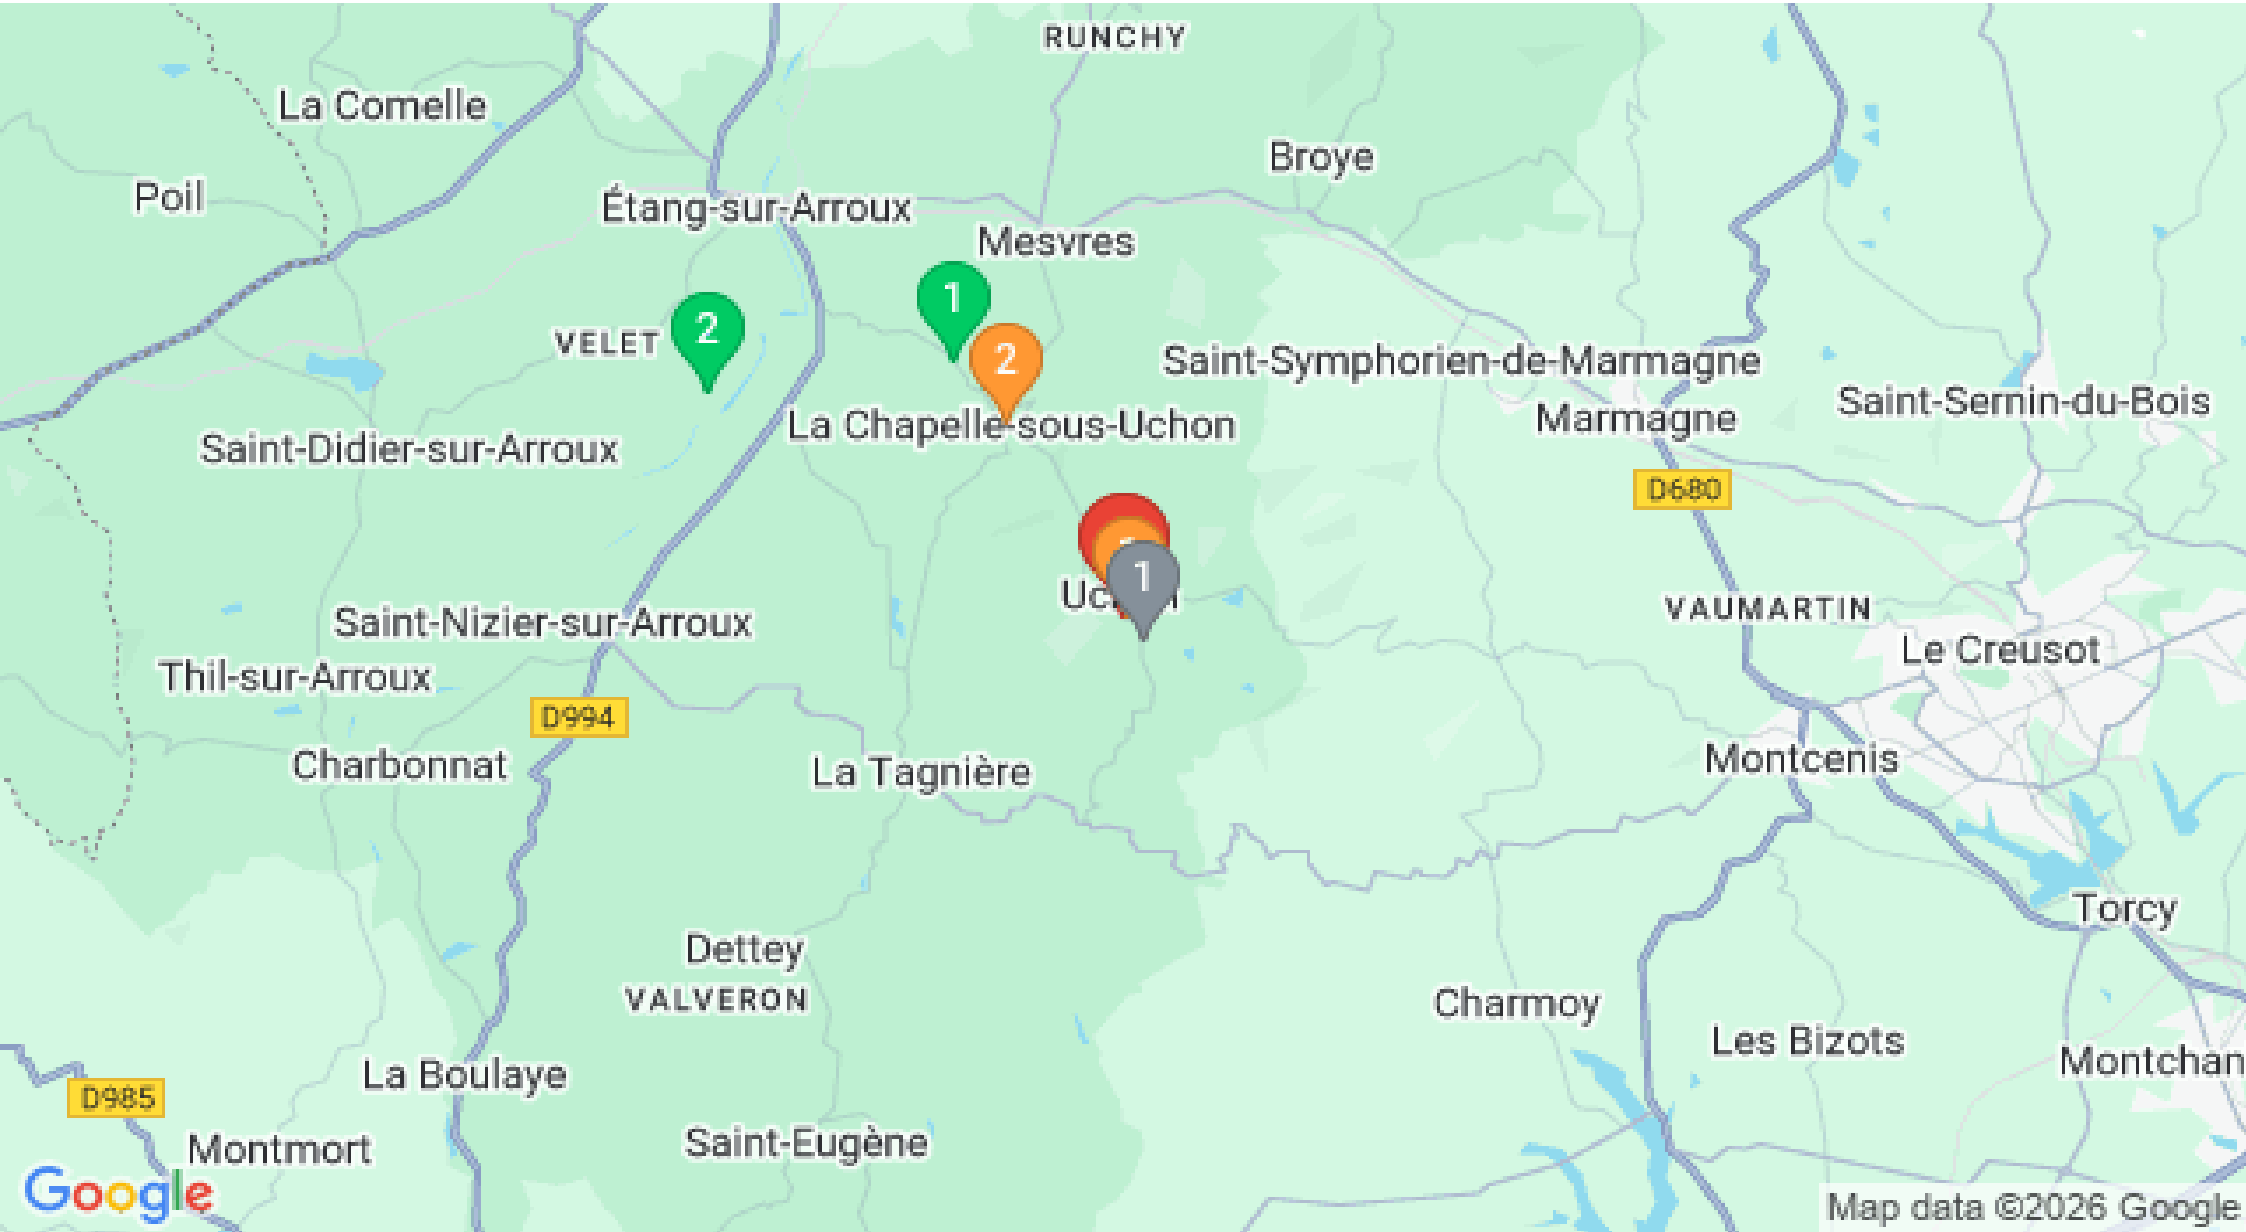 RUNCHY
La Comelle
Broye
Poil
Étang-sur-Arroux
Mesvres
1
2
VELET
2
Saint-Symphorien-de-Marmagne
Saint-Sernin-du-Bois
Marmagne
La Chapelle-sous-Uchon
Saint-Didier-sur-Arroux
D680
1
VAUMARTIN
Saint-Nizier-sur-Arroux
Le Creusot
Thil-sur-Arroux
D994
Montcenis
Charbonnat
La Tagnière
Torcy
Dettey
VALVERON
Charmoy
Les Bizots
Montchan
La Boulaye
D985
Saint-Eugène
Montmort
Google
Map data ©2026 Google